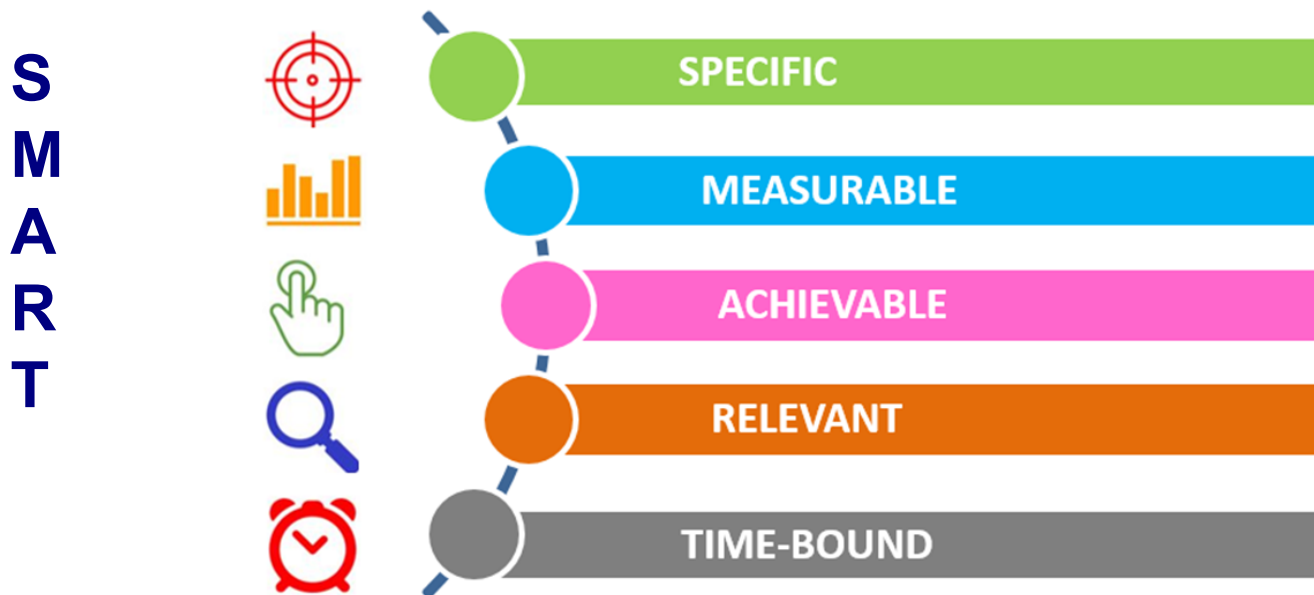 S
M
A
R
T
SPECIFIC
MEASURABLE
ACHIEVABLE
RELEVANT
TIME-BOUND